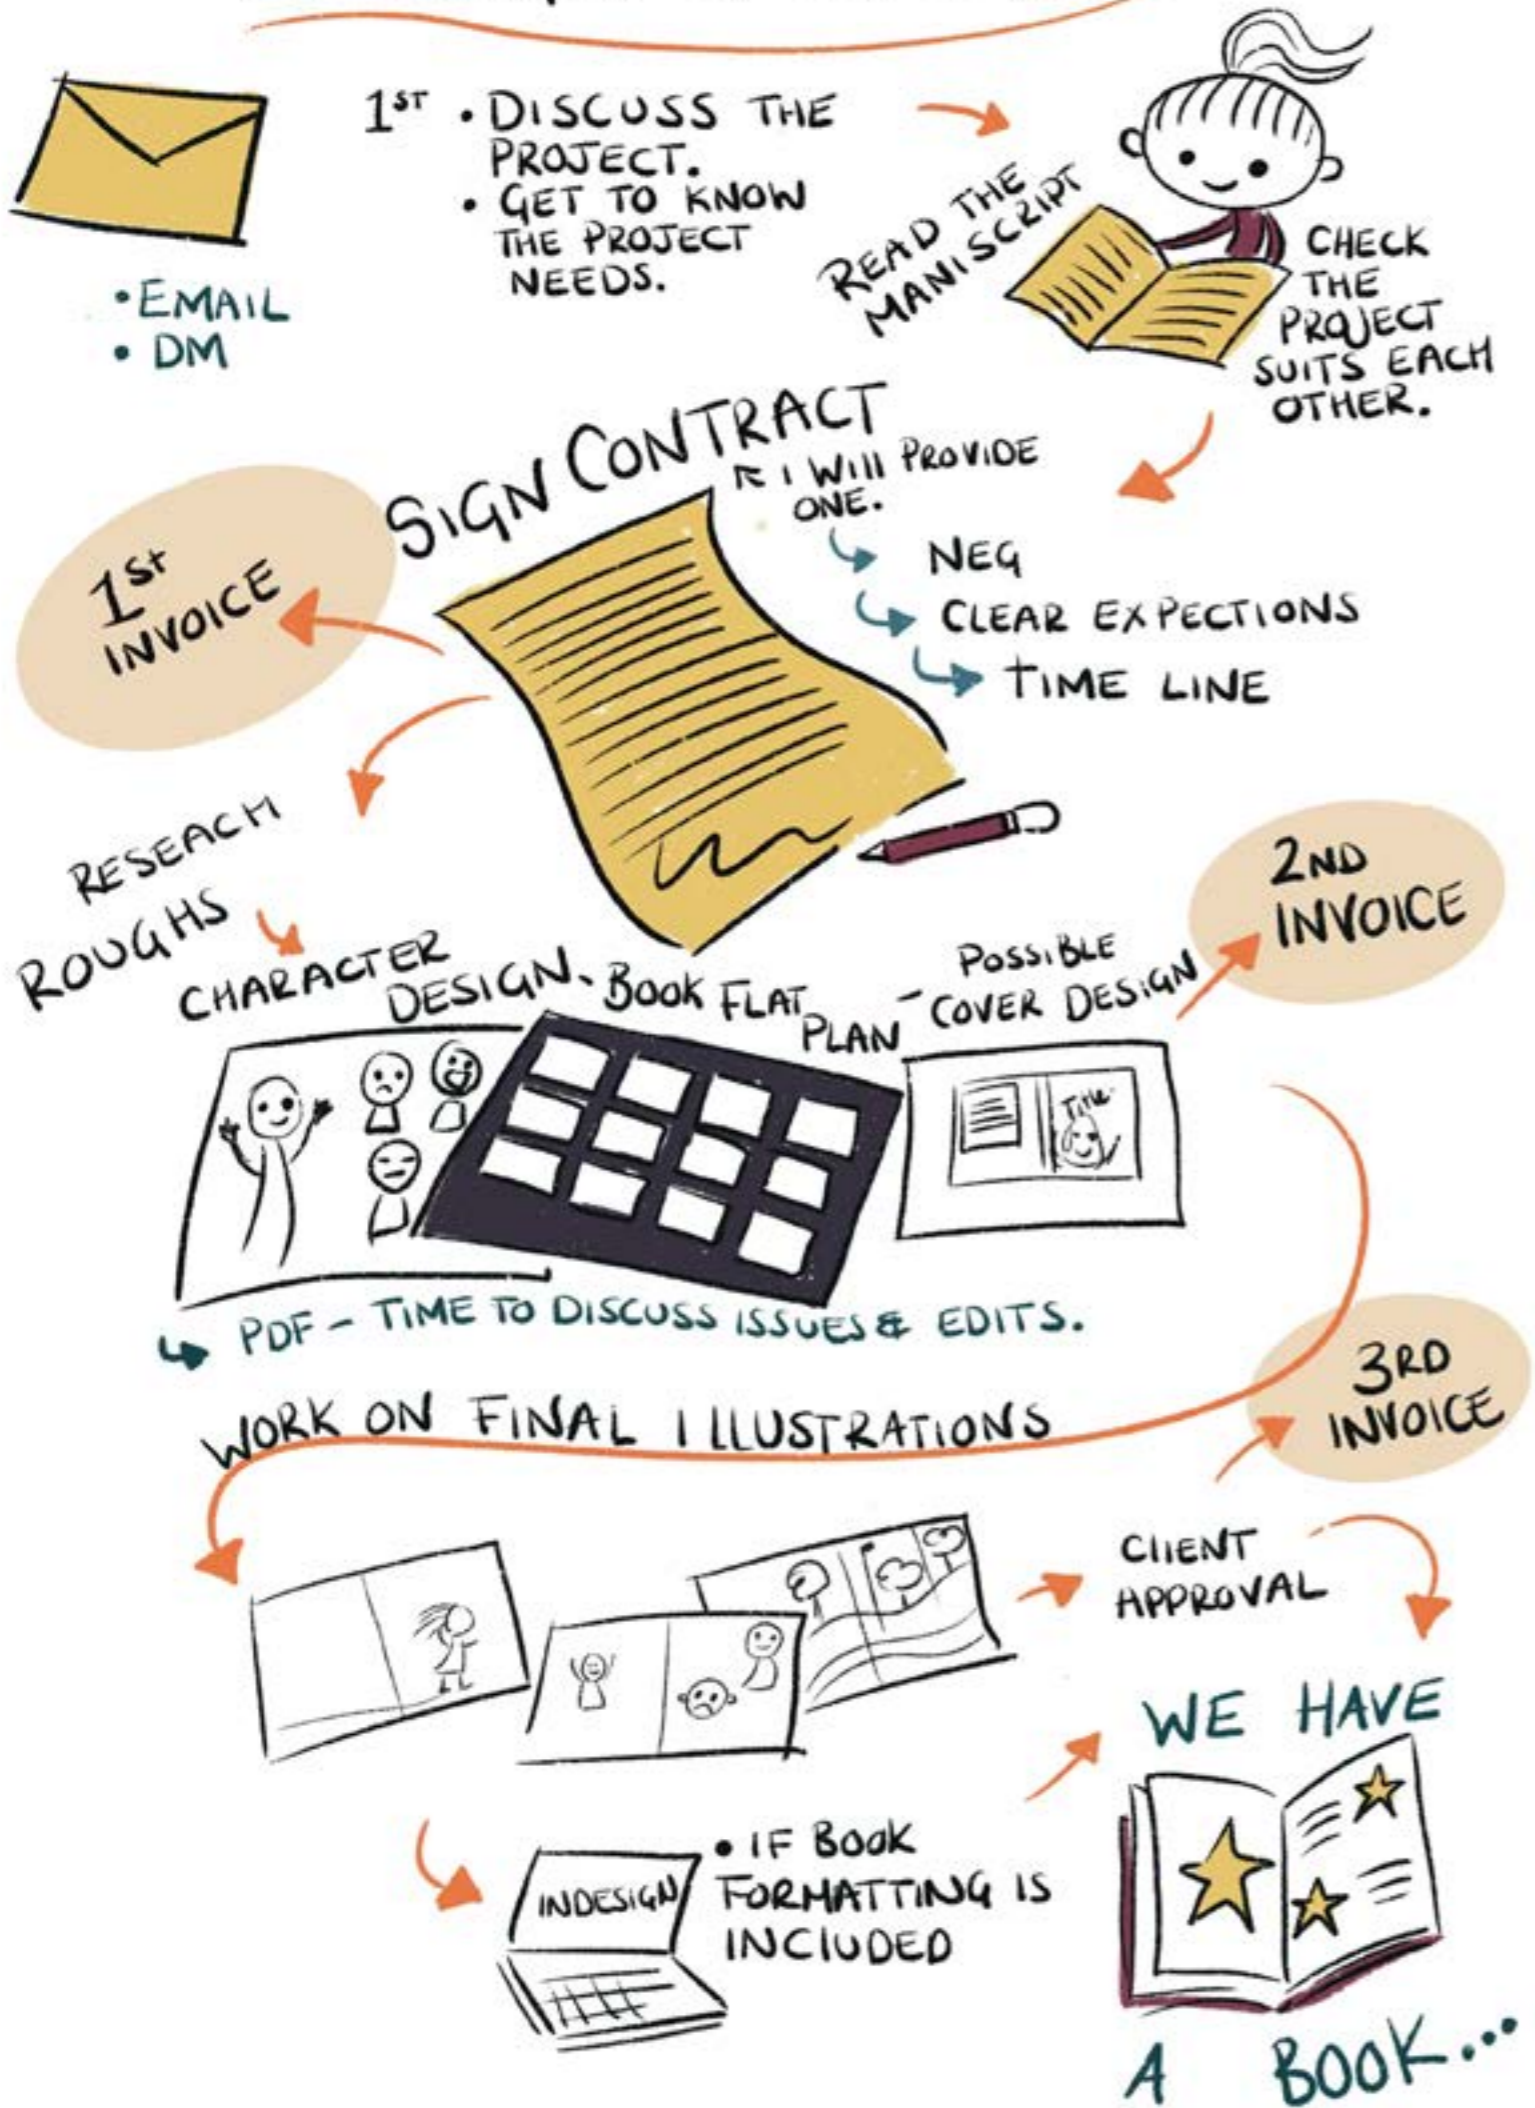 1ST • DISCUSS THE
PROJECT.
• GET TO KNOW
THE PROJECT
NEEDS.
• EMAIL
• DM
READ THE
MANISCRIPT
CHECK
THE
PROJECT
SUITS EACH
OTHER.
SIGN CONTRACT
I WILL PROVIDE
ONE.
NEG
CLEAR EXPECTIONS
TIME LINE
1st
INVOICE
RESEACH
ROUGHS
CHARACTER
DESIGN - BOOK FLAT
PLAN -
POSSIBLE
COVER DESIGN
2ND
INVOICE
Title
PDF - TIME TO DISCUSS ISSUES & EDITS.
3RD
INVOICE
WORK ON FINAL ILLUSTRATIONS
CLIENT
APPROVAL
WE HAVE
INDESIGN
• IF BOOK
FORMATTING IS
INCLUDED
A BOOK...